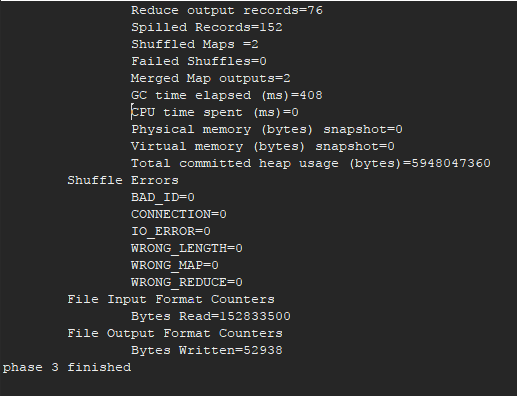 Reduce output records=76
Spilled Records=152
Shuffled Maps =2
Failed Shuffles=0
Merged Map outputs=2
GC time elapsed (ms)=408
CPU time spent (ms)=0
Physical memory (bytes) snapshot=0
Virtual memory (bytes) snapshot=0
Total committed heap usage (bytes)=5948047360
Shuffle Errors
BAD_ID=0
CONNECTION=0
IO_ERROR=0
WRONG_LENGTH=0
WRONG_MAP=0
WRONG_REDUCE=0
File Input Format Counters
Bytes Read=152833500
File Output Format Counters
Bytes Written=52938
phase 3 finished